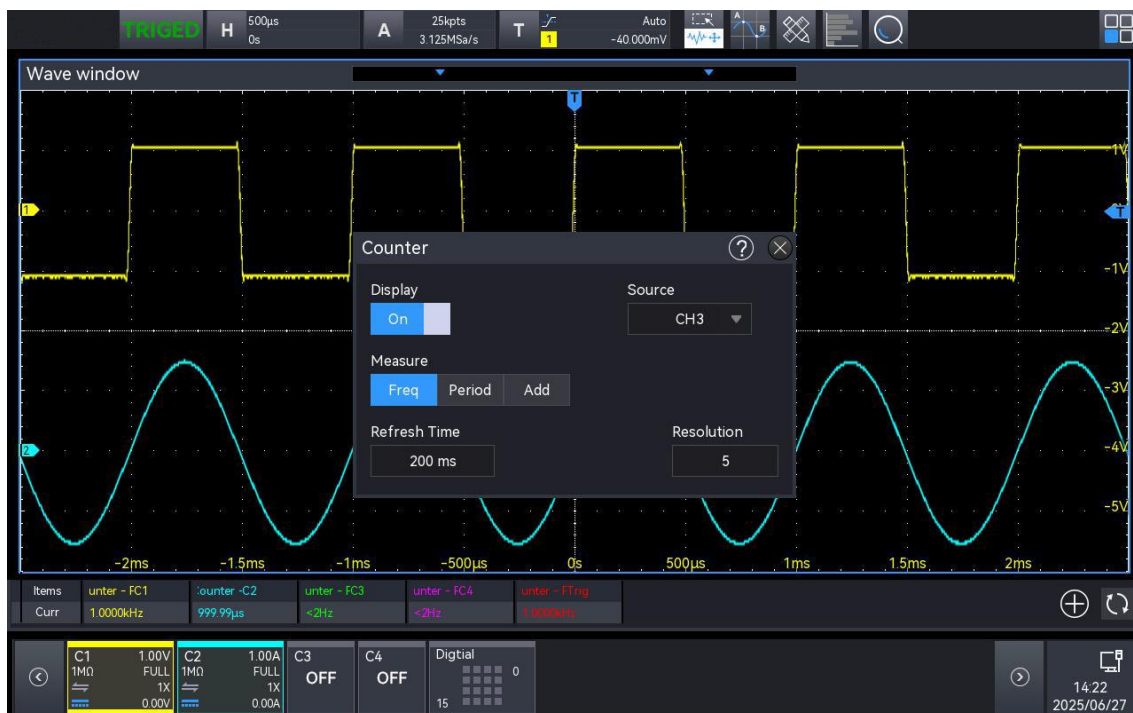 TRIGED H 500μs 0s A 25kpts 3.125MSa/s T 1 Auto -40.000mV A B
Wave window
T
1V
1
T
-1V
-2V
-3V
2
-4V
-5V
-2ms -1.5ms -1ms -500μs 0s 500μs 1ms 1.5ms 2ms
Counter ?
Display Source
On CH3
Measure
Freq Period Add
Refresh Time Resolution
200 ms 5
Items unter - FC1 :ounter -C2 unter - FC3 unter - FC4 unter - FTrig
Curr 1.0000kHz 999.99μs <2Hz <2Hz 1.0000kHz
C1 1.00V C2 1.00A C3 C4 Digtial
1MΩ FULL 1MΩ FULL OFF OFF 0
1X 1X
0.00V 0.00A 15
14:22
2025/06/27